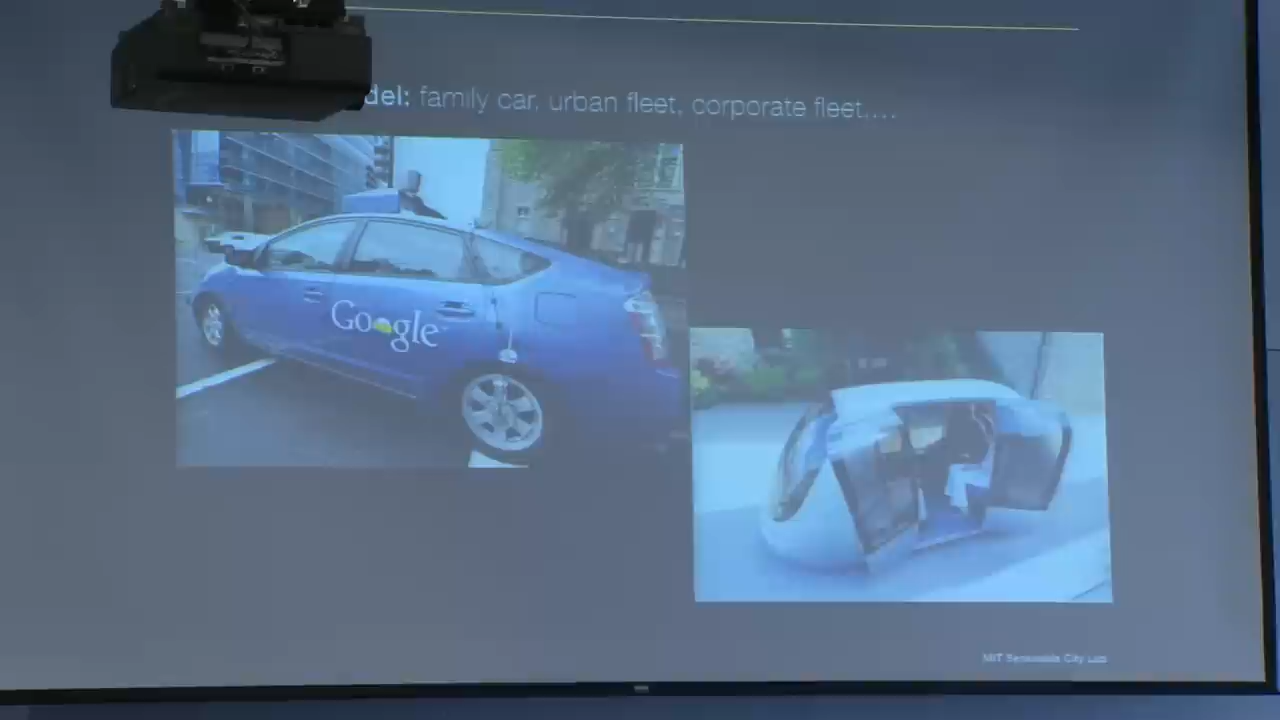 del: family car, urban fleet, corporate fleet,...
Google
MIT Senseable City Lab